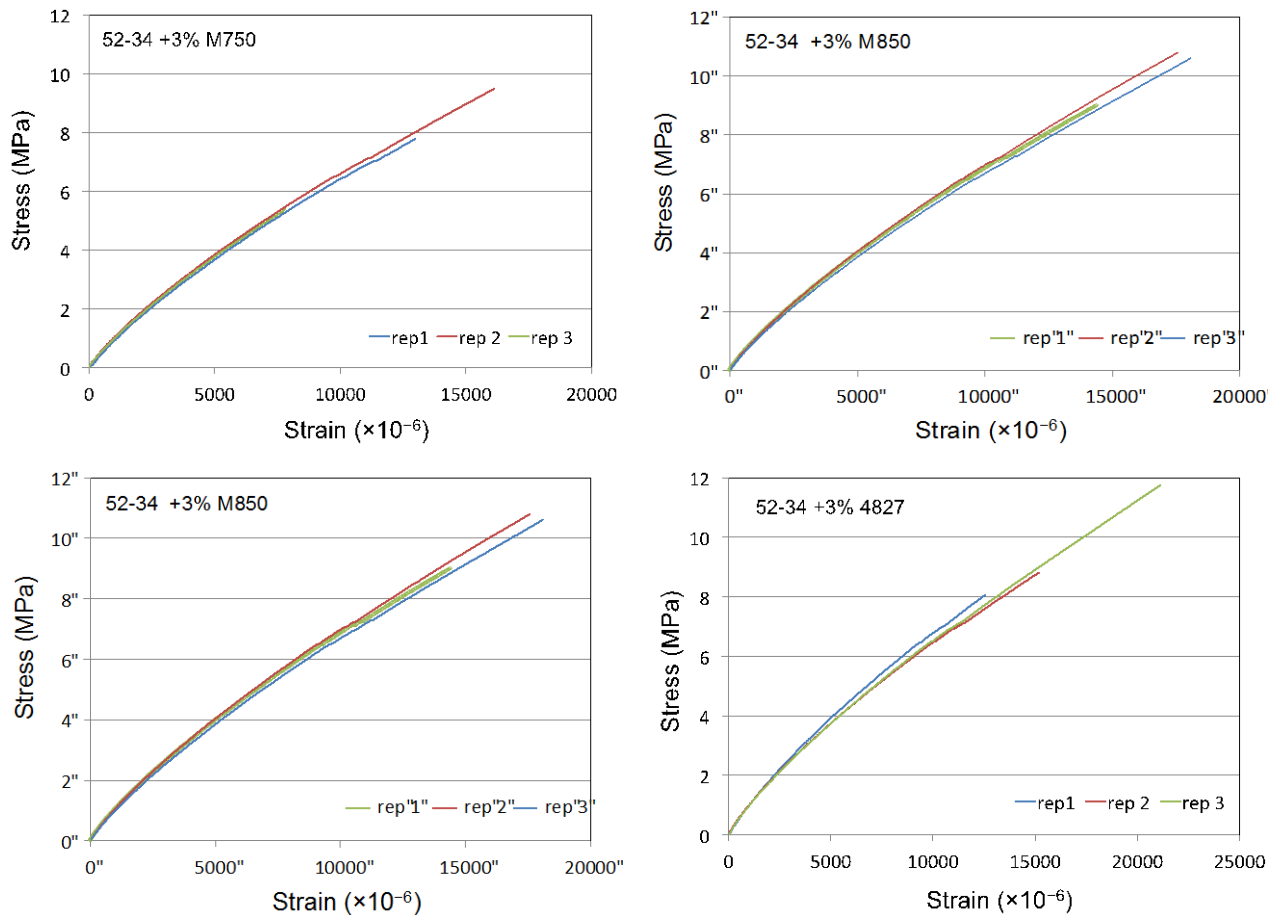 52-34 +3% M750
Stress (MPa)
12
10
8
6
4
2
0
rep1 rep 2 rep 3
0 5000 10000 15000 20000
Strain (×10⁻⁶)
52-34 +3% M850
Stress (MPa)
12"
10"
8"
6"
4"
2"
0"
rep"1" rep"2" rep"3"
0" 5000" 10000" 15000" 20000"
Strain (×10⁻⁶)
52-34 +3% M850
Stress (MPa)
12"
10"
8"
6"
4"
2"
0"
rep"1" rep"2" rep"3"
0" 5000" 10000" 15000" 20000"
Strain (×10⁻⁶)
52-34 +3% 4827
Stress (MPa)
12
10
8
6
4
2
0
rep1 rep 2 rep 3
0 5000 10000 15000 20000 25000
Strain (×10⁻⁶)